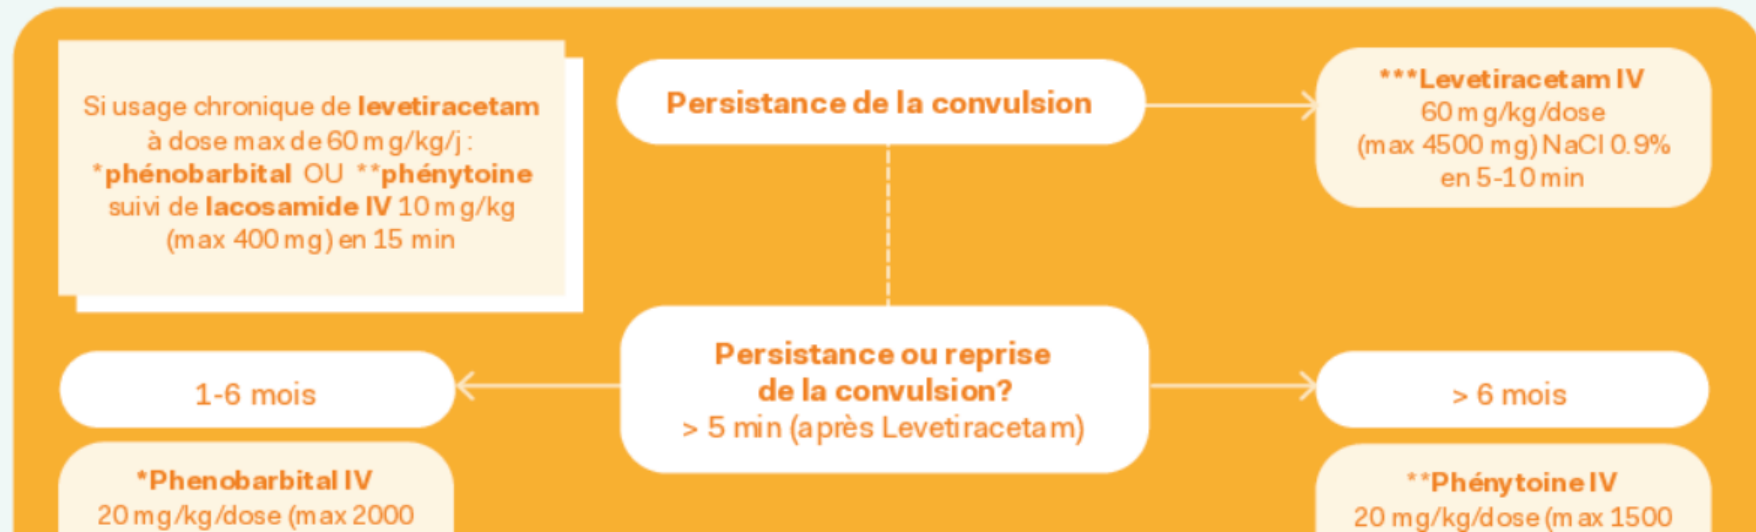 Si usage chronique de levetiracetam
à dose max de 60 mg/kg/j :
*phénobarbital OU **phénytoine
suivi de lacosamide IV 10 mg/kg
(max 400 mg) en 15 min
Persistance de la convulsion
***Levetiracetam IV
60 mg/kg/dose
(max 4500 mg) NaCl 0.9%
en 5-10 min
Persistance ou reprise
de la convulsion?
> 5 min (après Levetiracetam)
1-6 mois
*Phenobarbital IV
20 mg/kg/dose (max 2000
> 6 mois
**Phénytoine IV
20 mg/kg/dose (max 1500